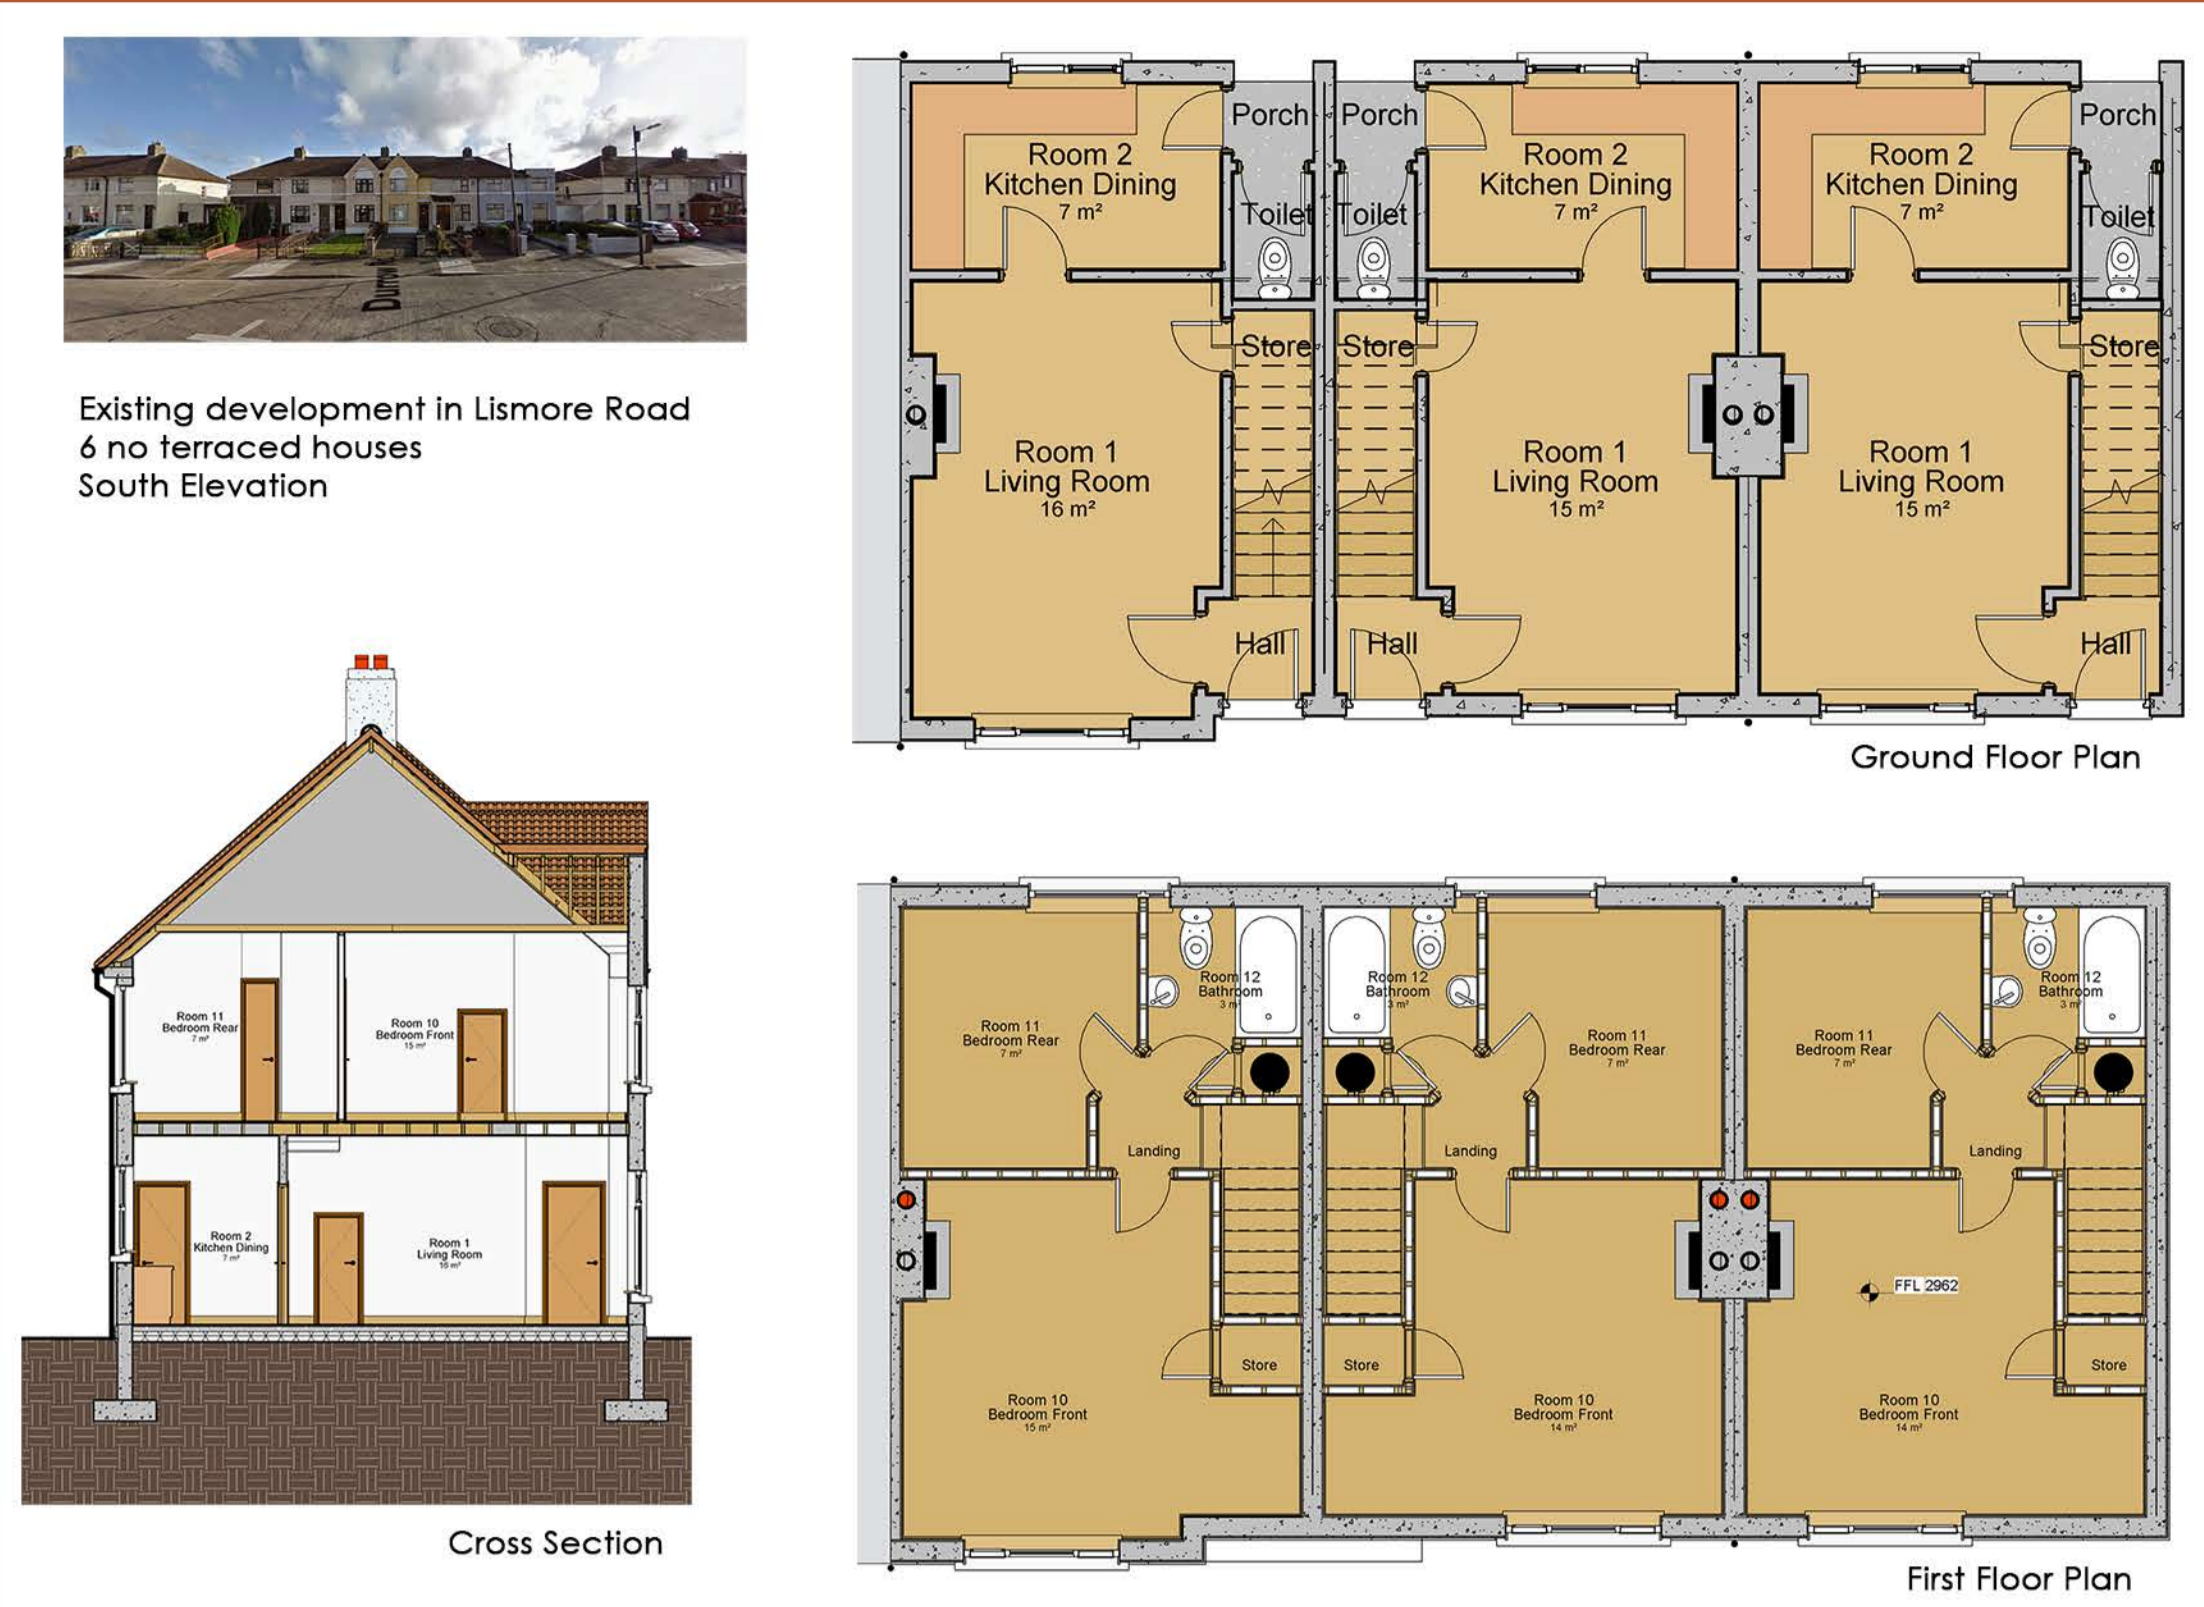 Existing development in Lismore Road
6 no terraced houses
South Elevation
Porch
Porch
Porch
Room 2
Kitchen Dining
7 m²
Room 2
Kitchen Dining
7 m²
Room 2
Kitchen Dining
7 m²
Toilet
Toilet
Toilet
Store
Store
Store
Room 1
Living Room
16 m²
Room 1
Living Room
15 m²
Room 1
Living Room
15 m²
Hall
Hall
Hall
Ground Floor Plan
Room 11
Bedroom Rear
7 m²
Room 10
Bedroom Front
15 m²
Room 2
Kitchen Dining
7 m²
Room 1
Living Room
16 m²
Cross Section
Room 12
Bathroom
3 m²
Room 12
Bathroom
3 m²
Room 12
Bathroom
3 m²
Room 11
Bedroom Rear
7 m²
Room 11
Bedroom Rear
7 m²
Room 11
Bedroom Rear
7 m²
Landing
Landing
Landing
FFL 2962
Store
Store
Store
Room 10
Bedroom Front
15 m²
Room 10
Bedroom Front
14 m²
Room 10
Bedroom Front
14 m²
First Floor Plan